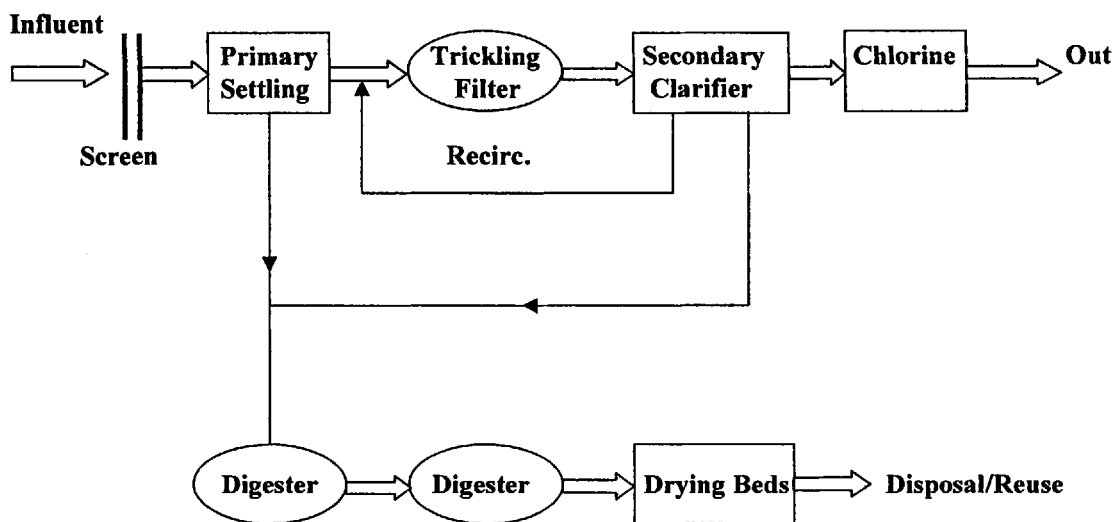 Influent
Screen
Primary
Settling
Trickling
Filter
Secondary
Clarifier
Chlorine
Out
Recirc.
Digester
Digester
Drying Beds
Disposal/Reuse